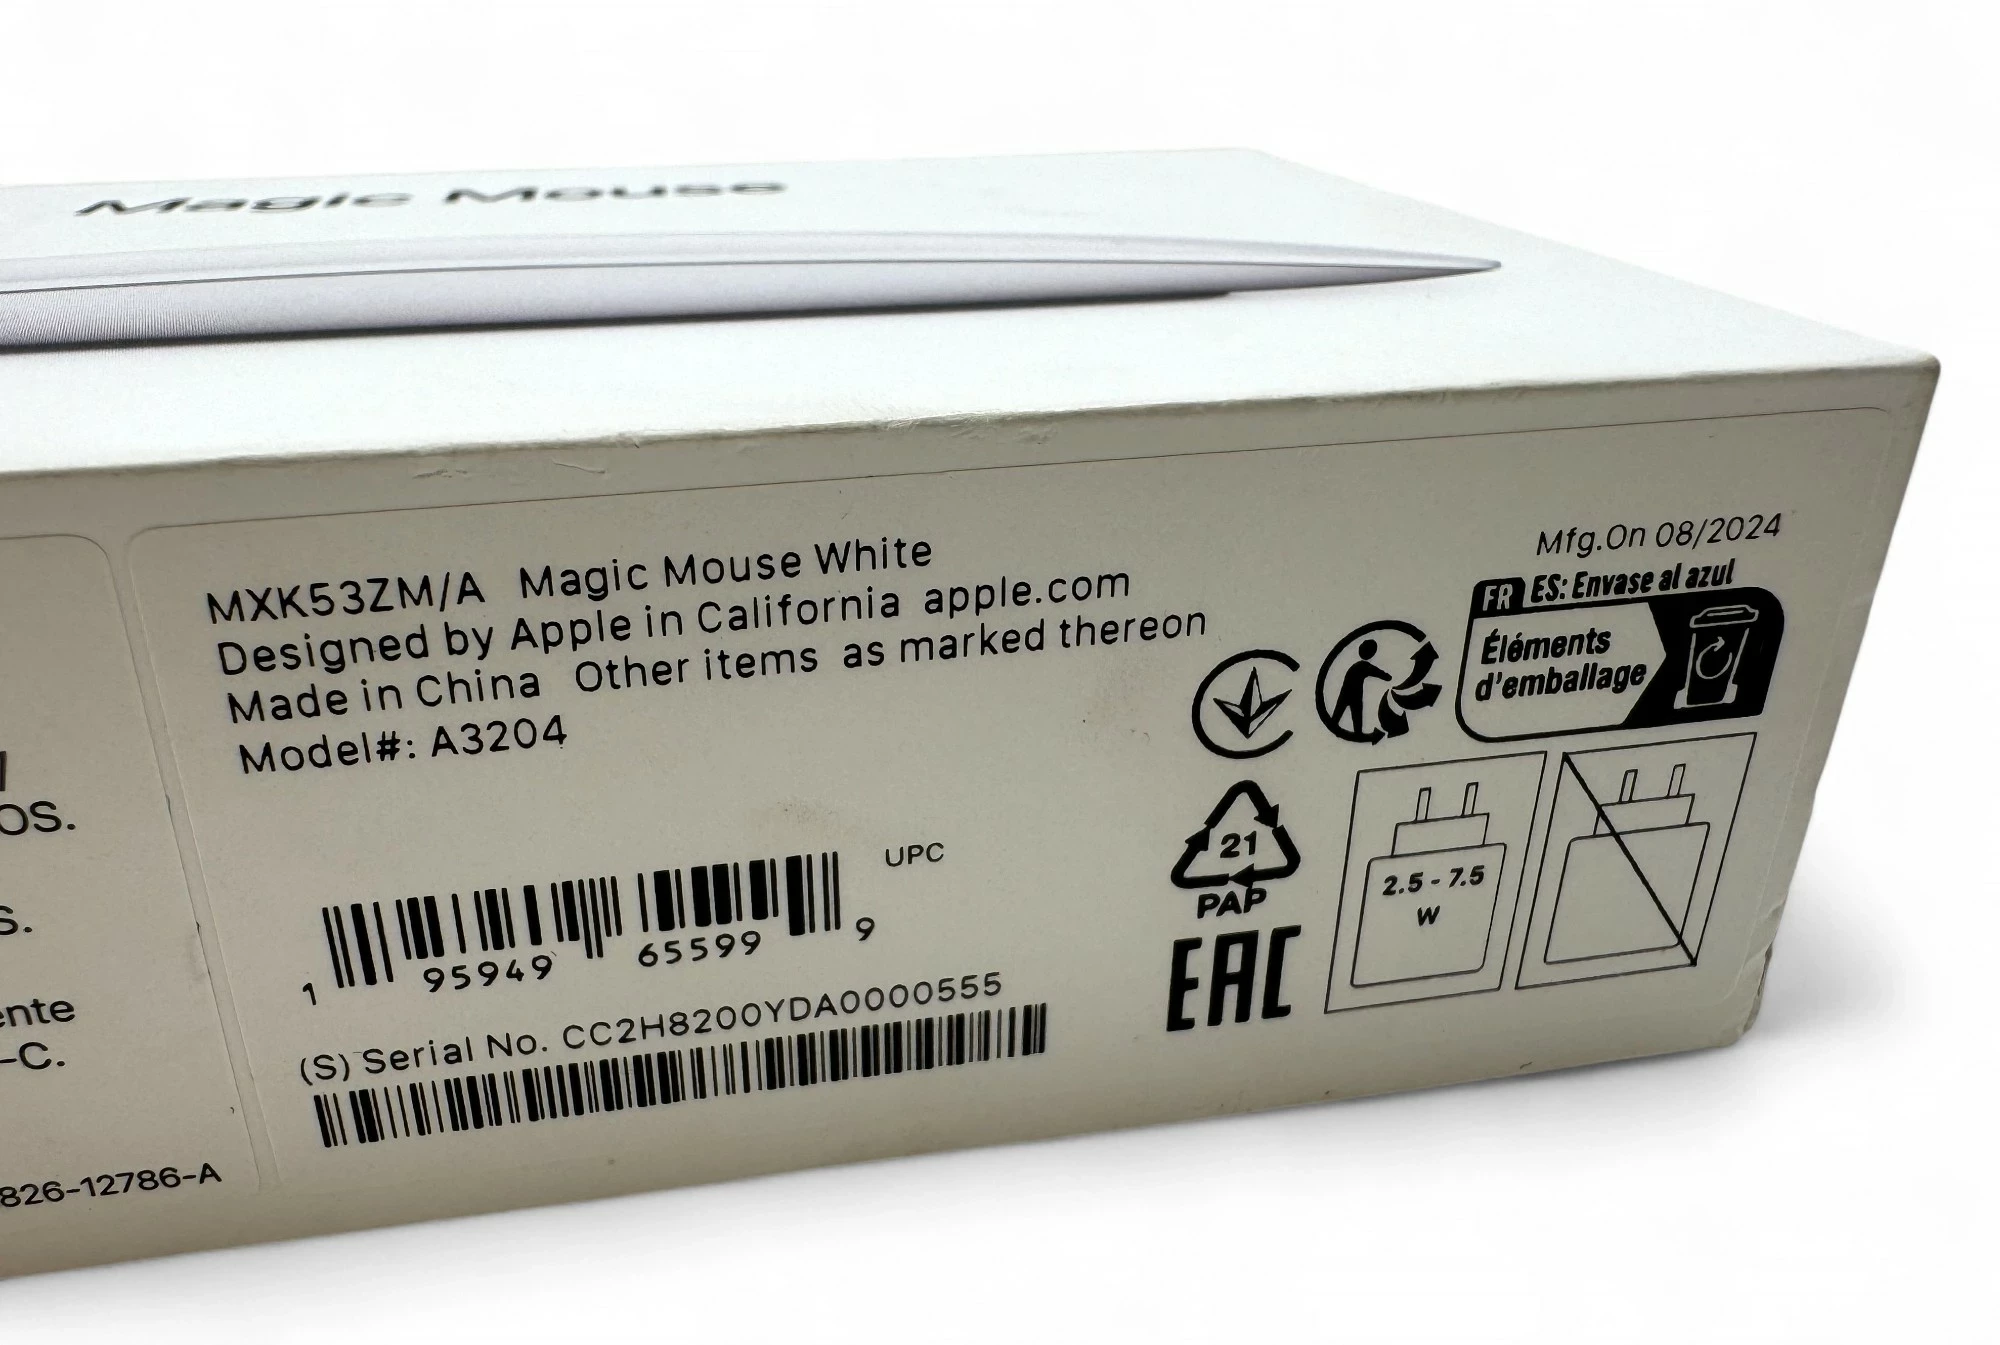 Magic Mouse
OS.
S.
ente
-C.
826-12786-A
MXK53ZM/A Magic Mouse White
Designed by Apple in California apple.com
Made in China Other items as marked thereon
Model#: A3204
UPC
1 95949 65599 9
(S) Serial No. CC2H8200YDA0000555
Mfg.On 08/2024
FR ES: Envase al azul
Éléments
d'emballage
21
PAP
EAC
2.5 - 7.5
W